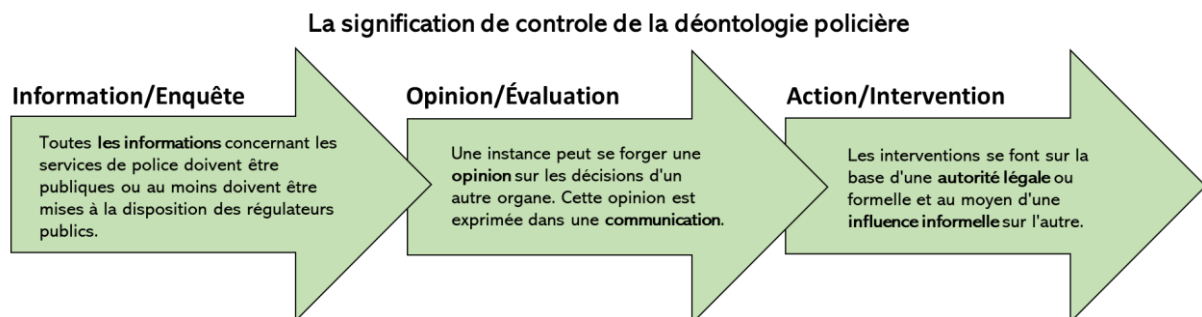 La signification de controle de la déontologie policière
Information/Enquête
Toutes les informations concernant les
services de police doivent être
publiques ou au moins doivent être
mises à la disposition des régulateurs
publics.
Opinion/Évaluation
Une instance peut se forger une
opinion sur les décisions d'un
autre organe. Cette opinion est
exprimée dans une communication.
Action/Intervention
Les interventions se font sur la
base d'une autorité légale ou
formelle et au moyen d'une
influence informelle sur l'autre.